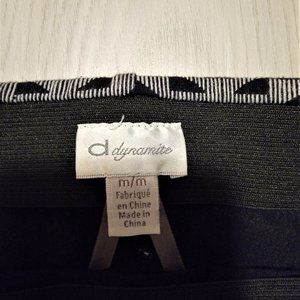 d dynamite
m/m
Fabriqué
en Chine
Made in
China